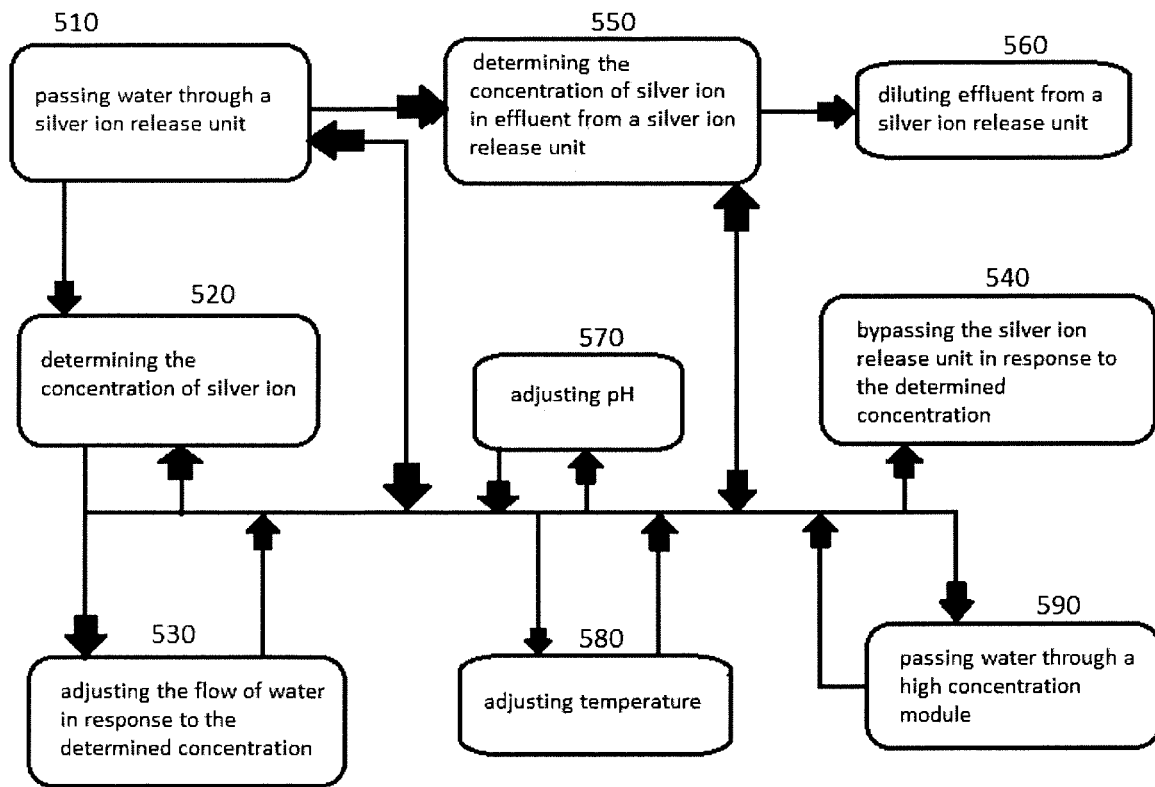 510
passing water through a
silver ion release unit
550
determining the
concentration of silver ion
in effluent from a silver ion
release unit
560
diluting effluent from a
silver ion release unit
520
determining the
concentration of silver ion
570
adjusting pH
540
bypassing the silver ion
release unit in response to
the determined
concentration
530
adjusting the flow of water
in response to the
determined concentration
580
adjusting temperature
590
passing water through a
high concentration
module